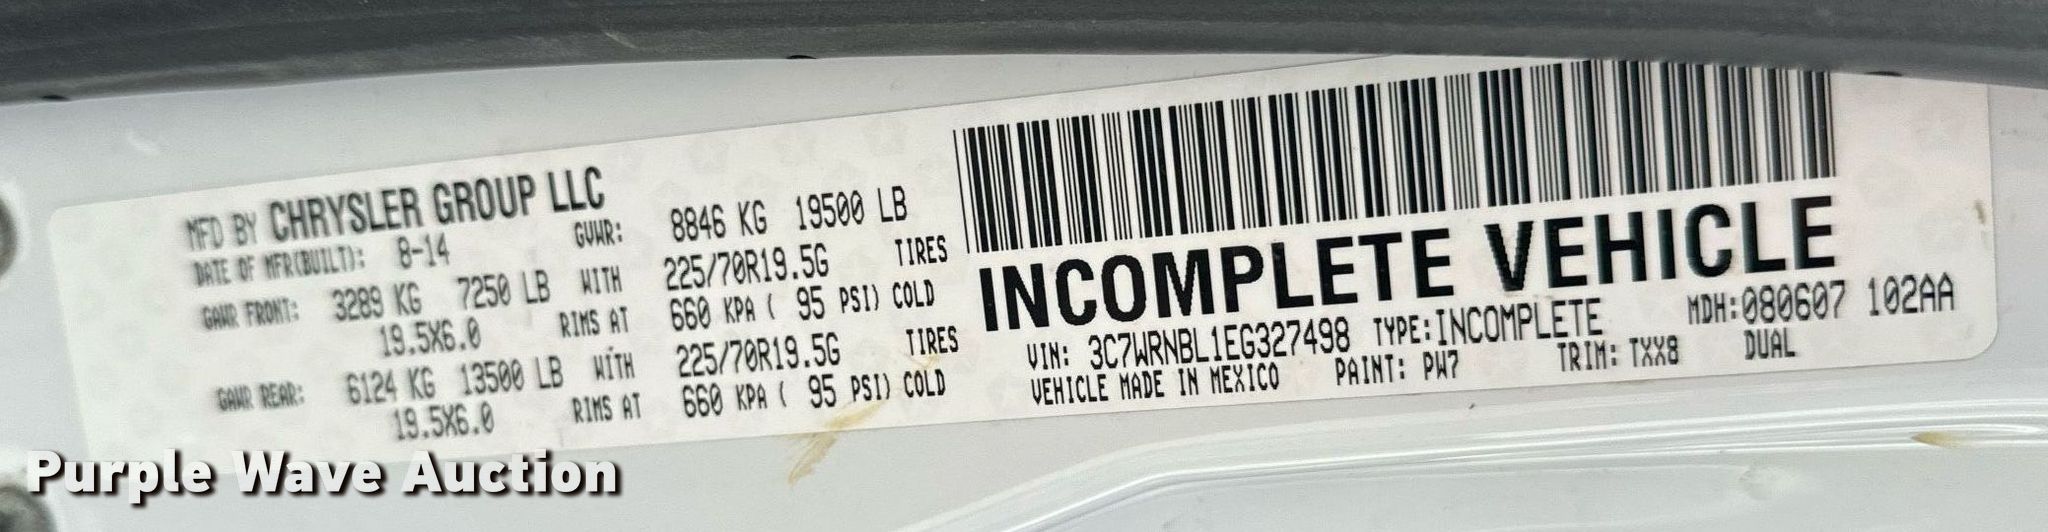 MFD BY CHRYSLER GROUP LLC
DATE OF MFR(BUILT): 8-14 GVWR: 8846 KG 19500 LB
GAWR FRONT: 3289 KG 7250 LB WITH 225/70R19.5G TIRES
19.5X6.0 RIMS AT 660 KPA ( 95 PSI) COLD
GAWR REAR: 6124 KG 13500 LB WITH 225/70R19.5G TIRES
19.5X6.0 RIMS AT 660 KPA ( 95 PSI) COLD
INCOMPLETE VEHICLE
VIN: 3C7WRNBL1EG327498 TYPE:INCOMPLETE MDH:080607 102AA
VEHICLE MADE IN MEXICO PAINT: PW7 TRIM: TXX8 DUAL
Purple Wave Auction